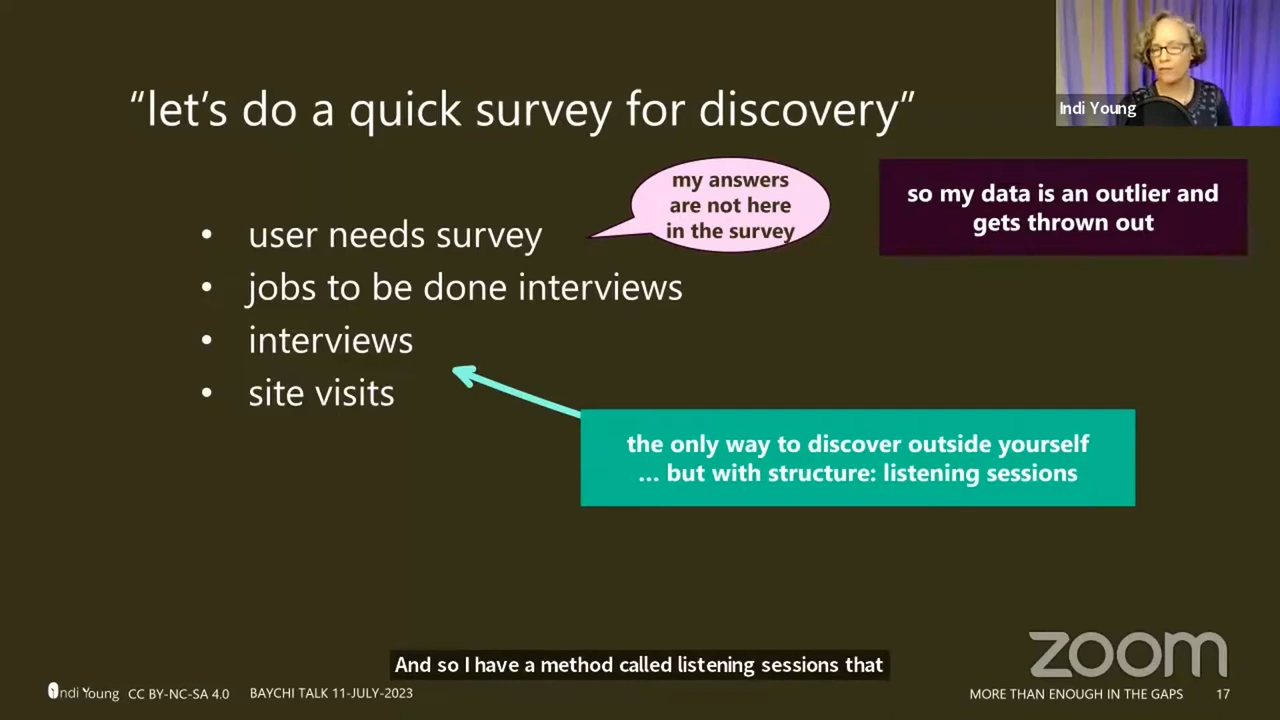 Indi Young
“let’s do a quick survey for discovery”
my answers
are not here
in the survey
so my data is an outlier and
gets thrown out
• user needs survey
• jobs to be done interviews
• interviews
• site visits
the only way to discover outside yourself
... but with structure: listening sessions
zoom
And so I have a method called listening sessions that
Indi Young CC BY-NC-SA 4.0 BAYCHI TALK 11-JULY-2023 MORE THAN ENOUGH IN THE GAPS 17